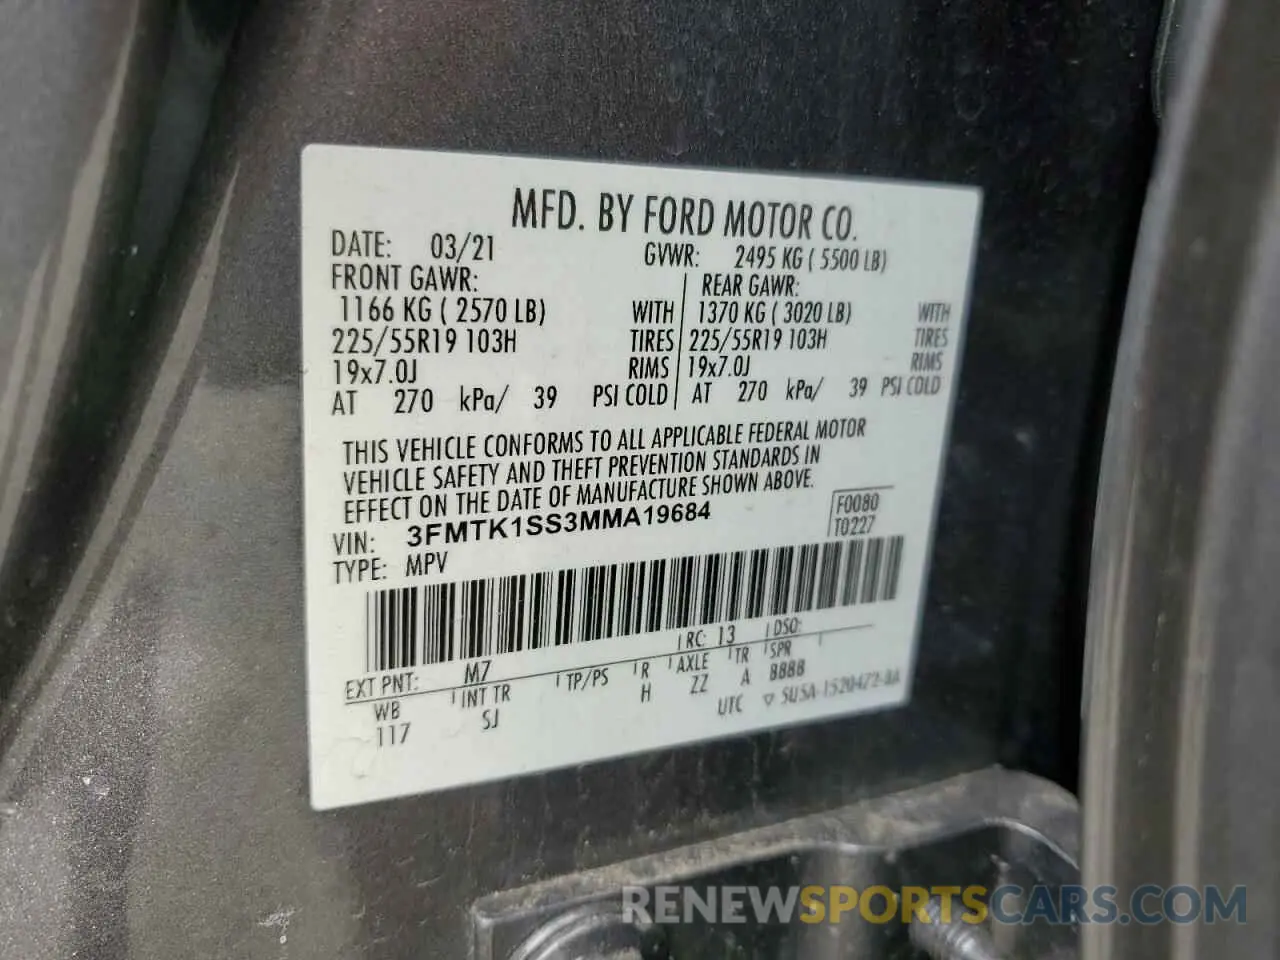 MFD. BY FORD MOTOR CO.
DATE: 03/21 GVWR: 2495 KG ( 5500 LB)
FRONT GAWR: REAR GAWR:
1166 KG ( 2570 LB) WITH 1370 KG ( 3020 LB) WITH
225/55R19 103H TIRES 225/55R19 103H TIRES
19x7.0J RIMS 19x7.0J RIMS
AT 270 kPa/ 39 PSI COLD AT 270 kPa/ 39 PSI COLD
THIS VEHICLE CONFORMS TO ALL APPLICABLE FEDERAL MOTOR
VEHICLE SAFETY AND THEFT PREVENTION STANDARDS IN
EFFECT ON THE DATE OF MANUFACTURE SHOWN ABOVE.
VIN: 3FMTK1SS3MMA19684 F0080
TYPE: MPV T0227
EXT PNT: M7 RC: 13 DSO:
WB INT TR TP/PS R AXLE TR SPR
117 SJ H ZZ A 8888
UTC ▽ SU5A-1520472-BA
RENEWSPORTSCARS.COM